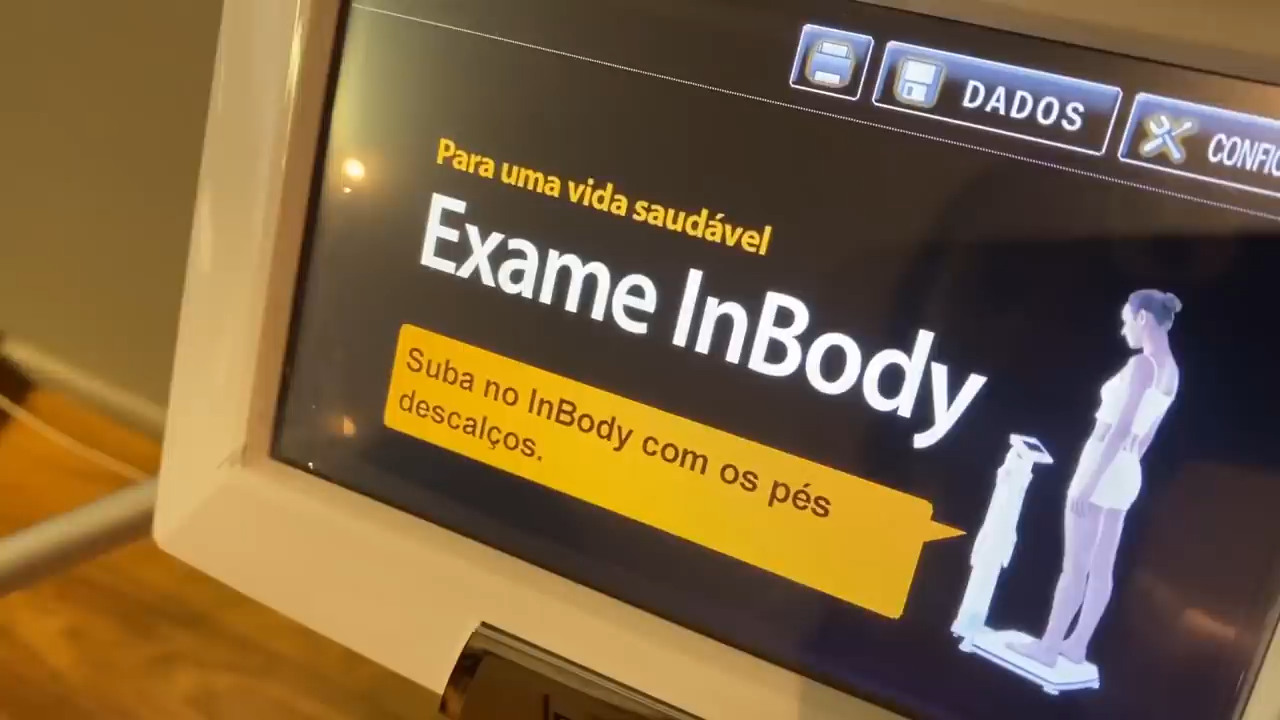 DADOS
Para uma vida saudável
Exame InBody
Suba no InBody com os pés
descalços.